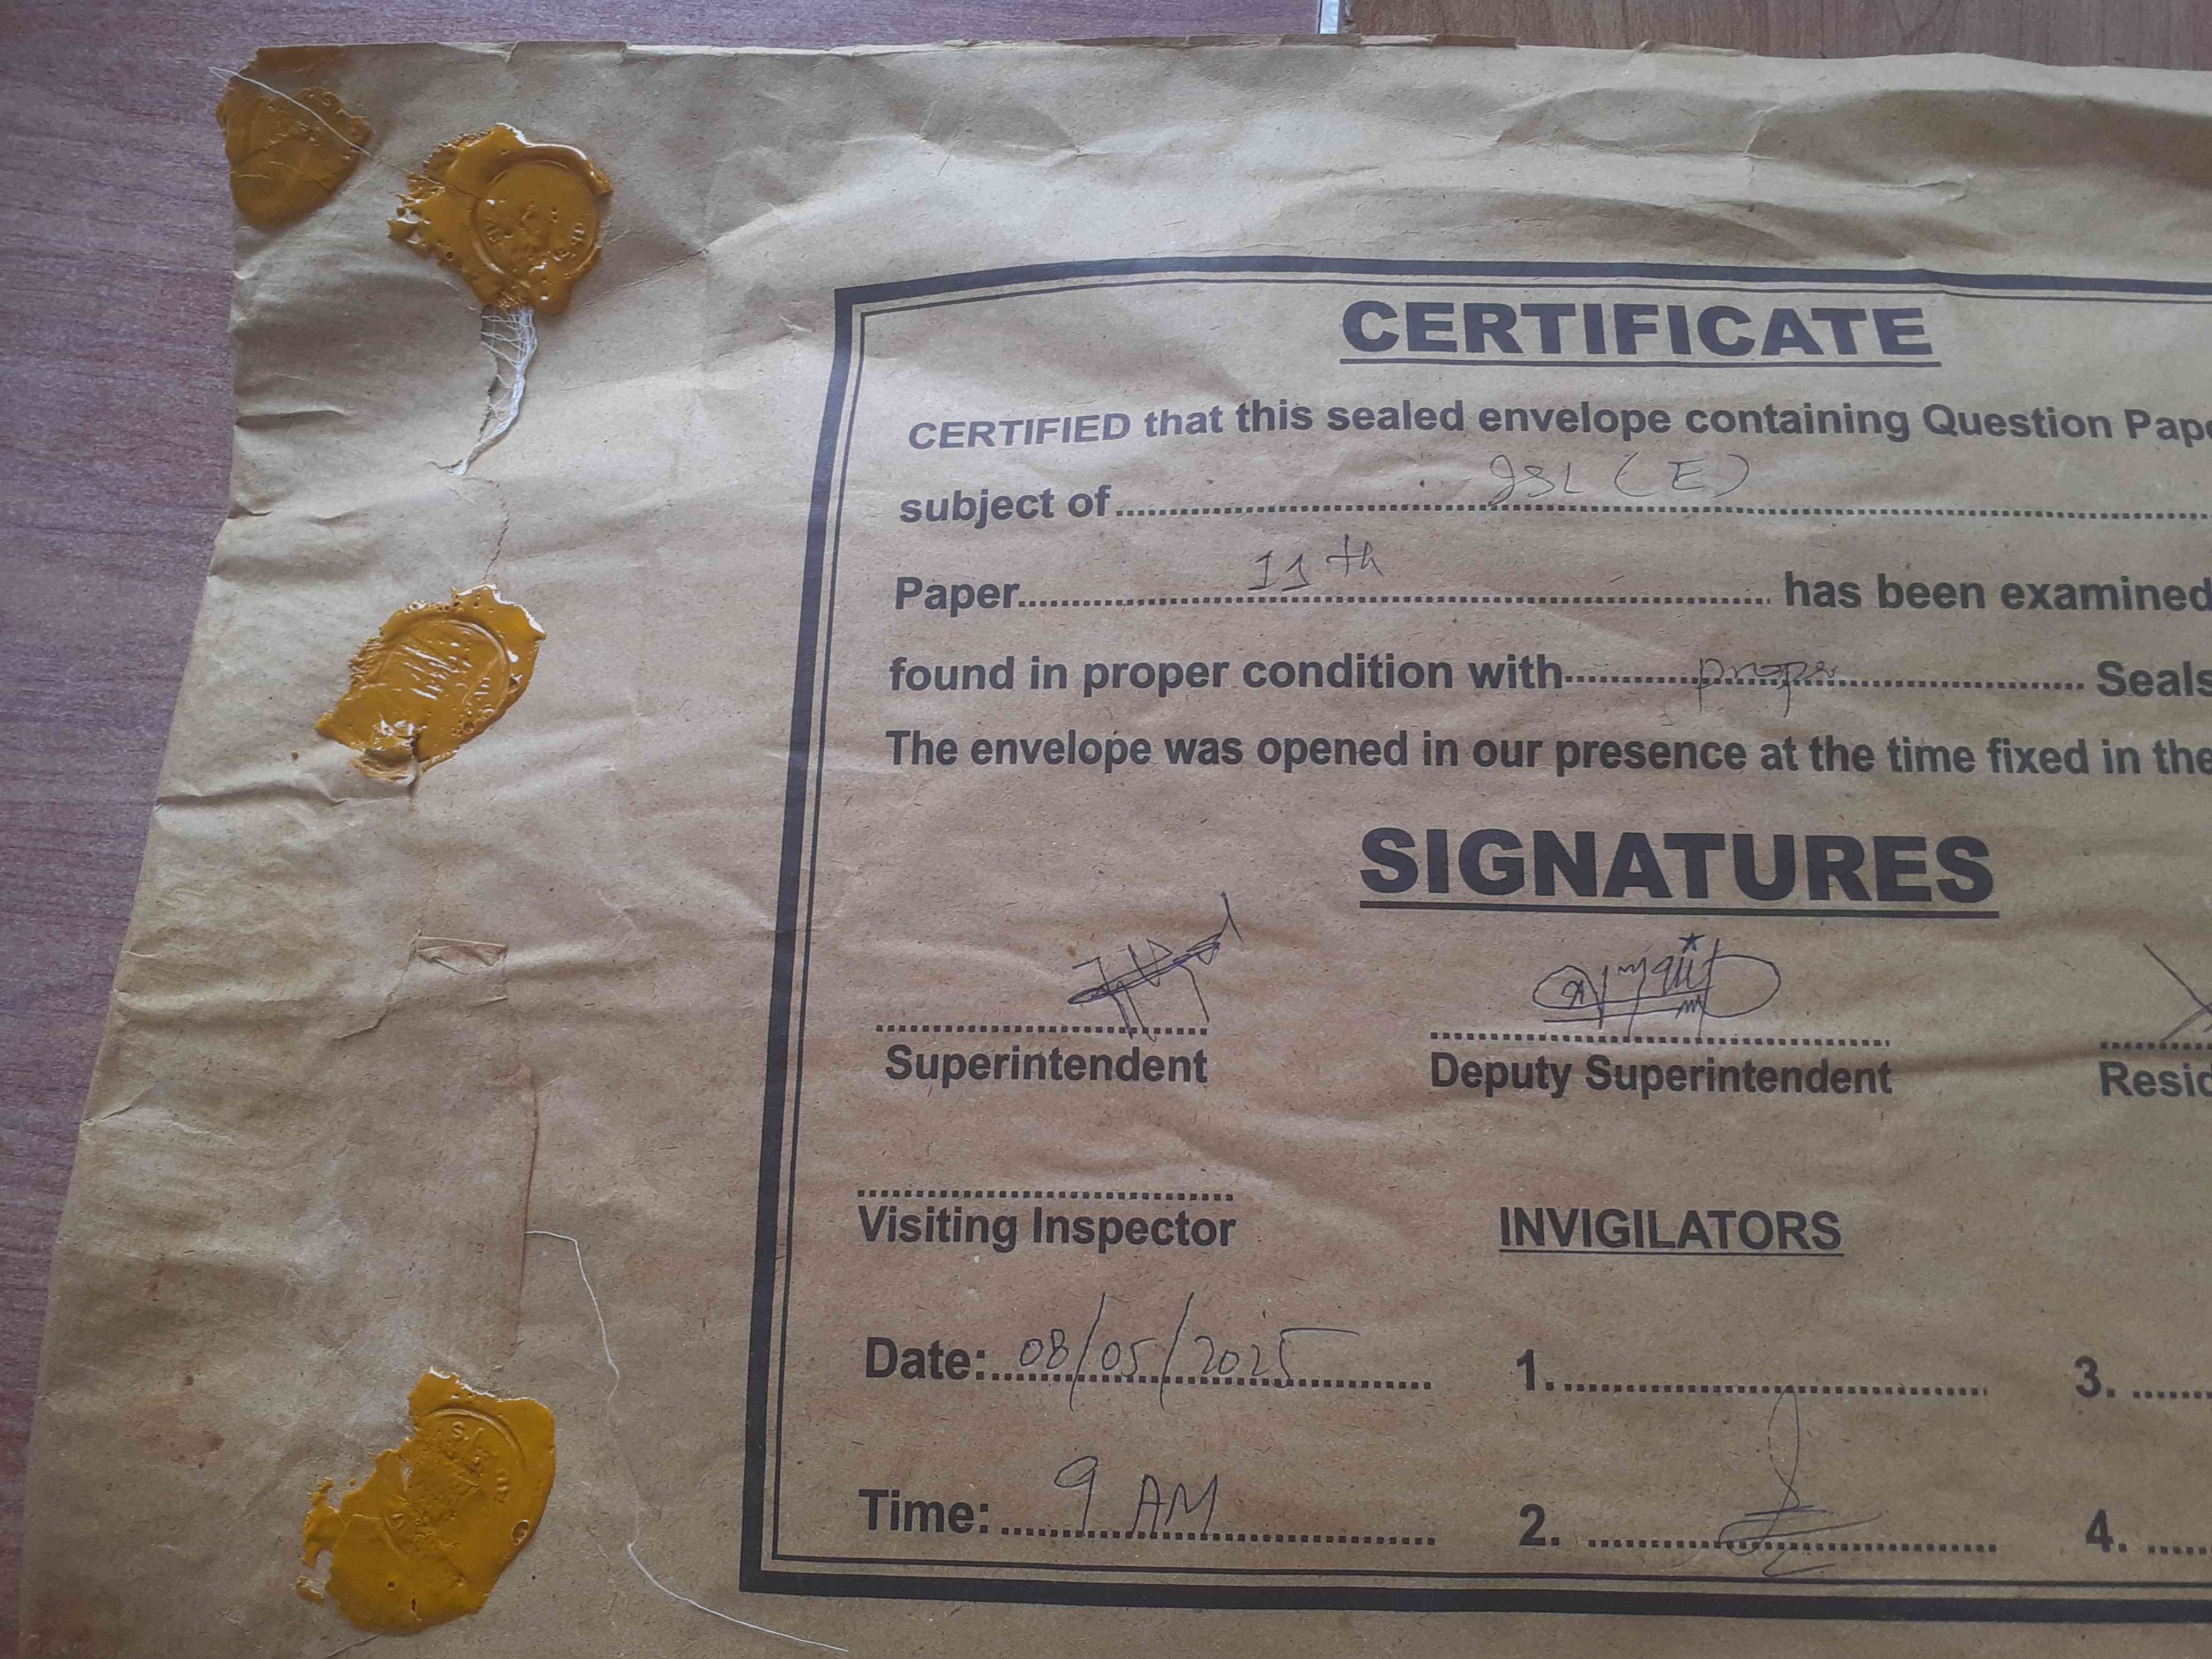 CERTIFICATE
CERTIFIED that this sealed envelope containing Question Pape
subject of
Paper 11th has been examined
found in proper condition with proper Seals
The envelope was opened in our presence at the time fixed in the
SIGNATURES
Superintendent Deputy Superintendent Resid
Visiting Inspector INVIGILATORS
Date: 08/05/2025 1. 3.
Time: 9 AM 2. 4.